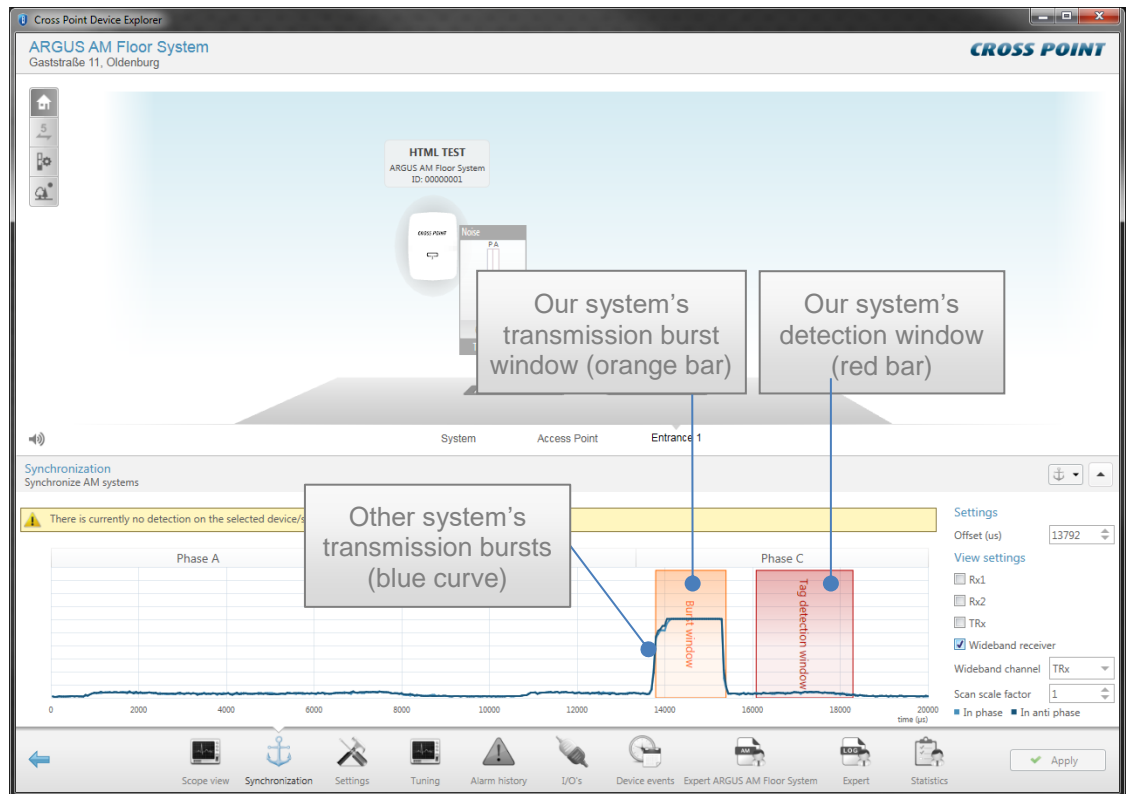 Cross Point Device Explorer
ARGUS AM Floor System
Gaststraße 11, Oldenburg
CROSS POINT
5
HTML TEST
ARGUS AM Floor System
ID: 00000001
CROSS POINT
Noise
P A
Our system's
transmission burst
window (orange bar)
Our system's
detection window
(red bar)
System
Access Point
Entrance 1
Synchronization
Synchronize AM systems
There is currently no detection on the selected device/s
Other system's
transmission bursts
(blue curve)
Phase A
Phase C
Burst window
Tag detection window
0
2000
4000
6000
8000
10000
12000
14000
16000
18000
20000
time (µs)
Settings
Offset (us)
13792
View settings
Rx1
Rx2
TRx
Wideband receiver
Wideband channel
TRx
Scan scale factor
1
In phase
In anti phase
Scope view
Synchronization
Settings
Tuning
Alarm history
I/O's
Device events
AM
Expert ARGUS AM Floor System
LOG
Expert
Statistics
Apply